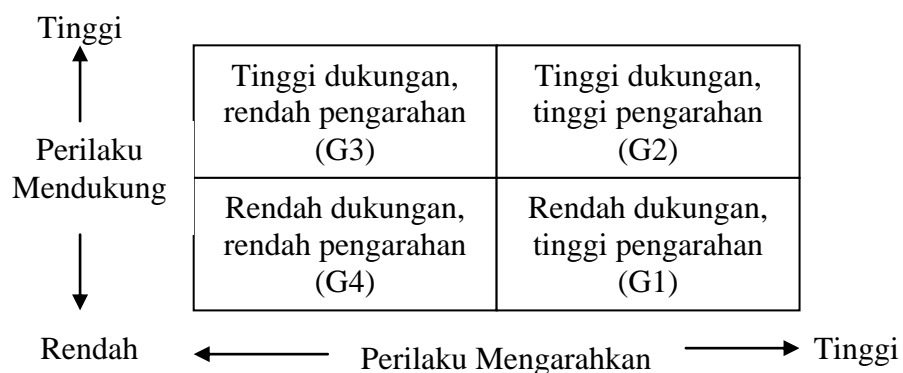 Tinggi
Tinggi dukungan,
rendah pengarahan
(G3)
Tinggi dukungan,
tinggi pengarahan
(G2)
Perilaku
Mendukung
Rendah dukungan,
rendah pengarahan
(G4)
Rendah dukungan,
tinggi pengarahan
(G1)
Rendah
Perilaku Mengarahkan
Tinggi